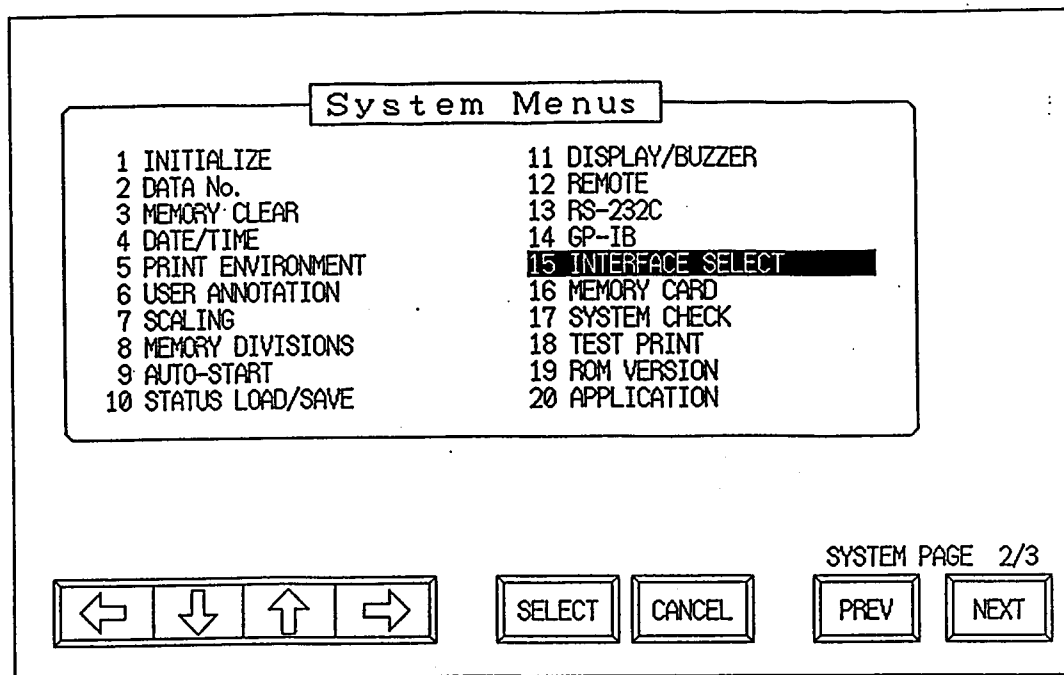 System Menus
1 INITIALIZE
2 DATA No.
3 MEMORY CLEAR
4 DATE/TIME
5 PRINT ENVIRONMENT
6 USER ANNOTATION
7 SCALING
8 MEMORY DIVISIONS
9 AUTO-START
10 STATUS LOAD/SAVE
11 DISPLAY/BUZZER
12 REMOTE
13 RS-232C
14 GP-IB
15 INTERFACE SELECT
16 MEMORY CARD
17 SYSTEM CHECK
18 TEST PRINT
19 ROM VERSION
20 APPLICATION
SYSTEM PAGE 2/3
SELECT CANCEL PREV NEXT